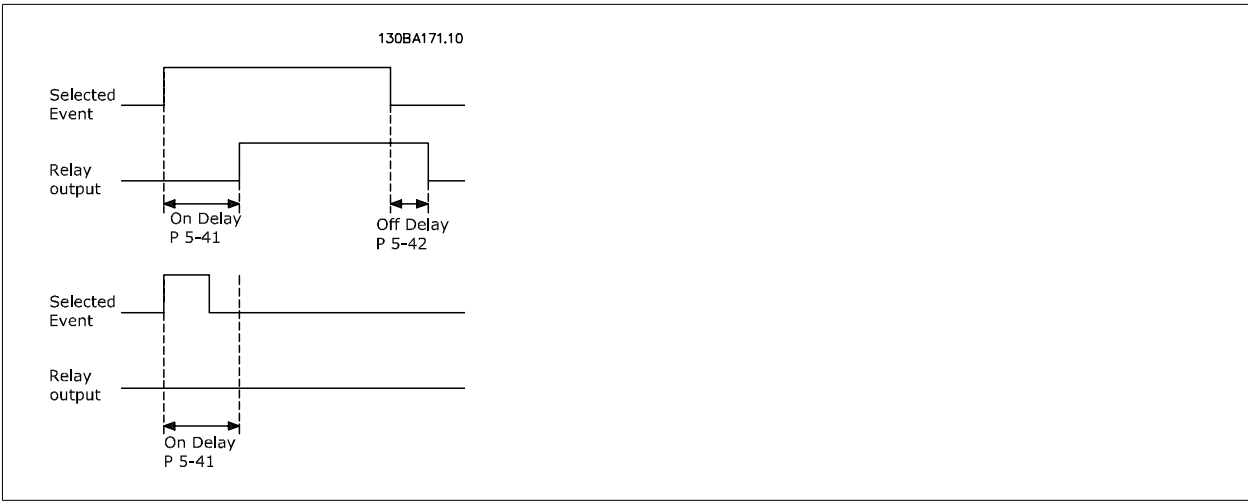 130BA171.10
Selected
Event
Relay
output
On Delay
P 5-41
Off Delay
P 5-42
Selected
Event
Relay
output
On Delay
P 5-41